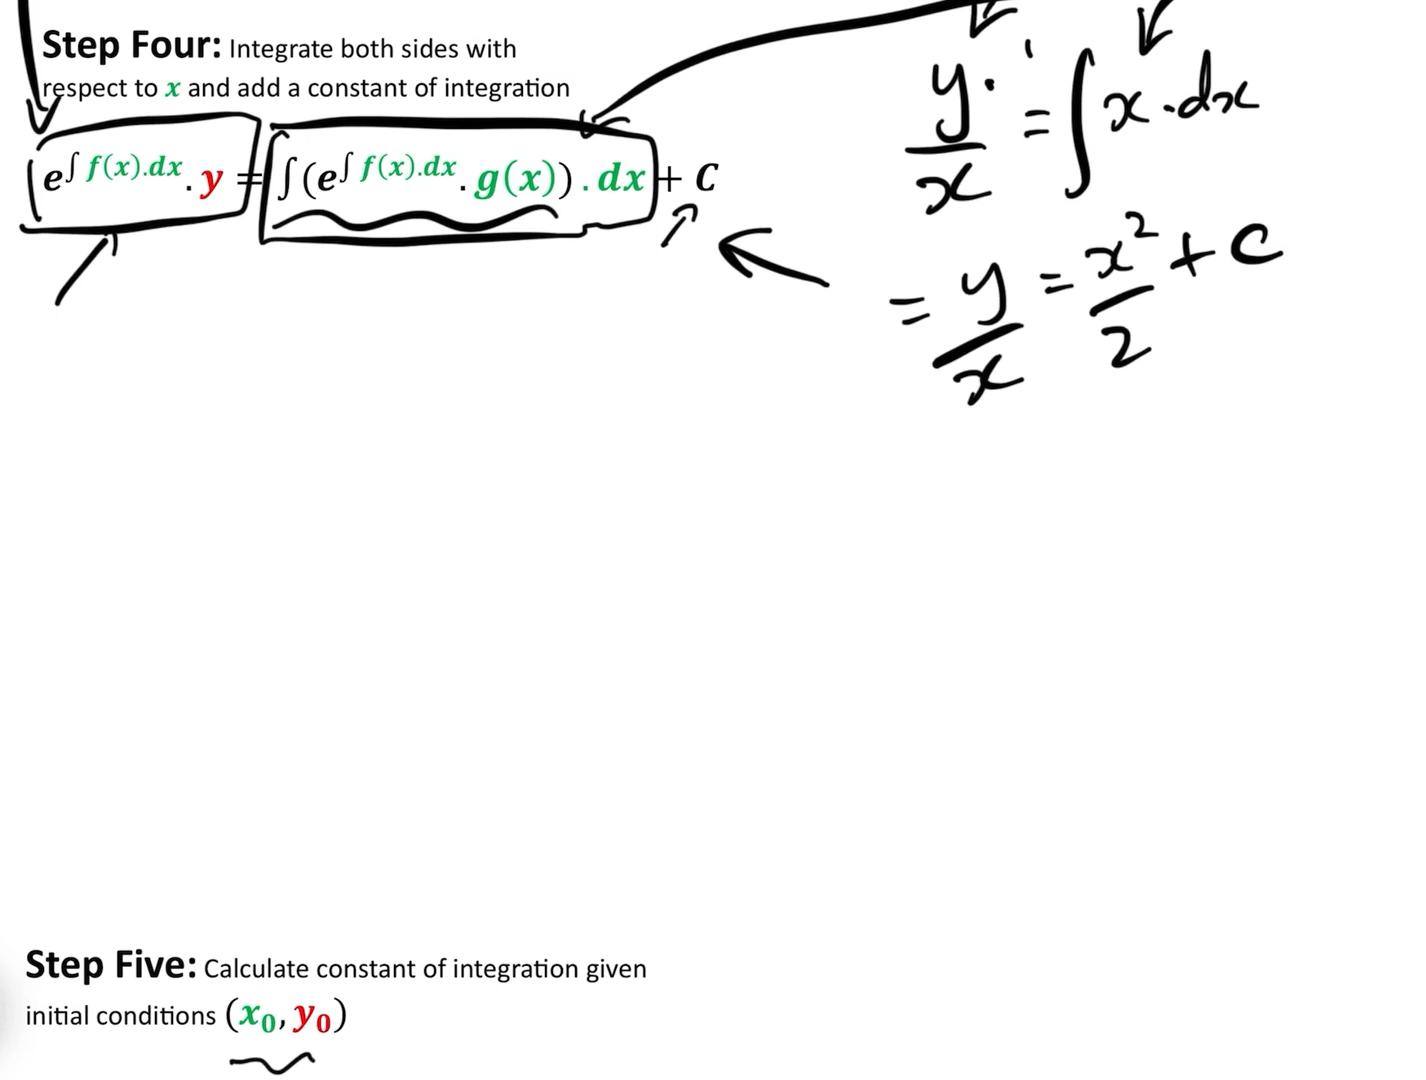 Step Four: Integrate both sides with
respect to x and add a constant of integration
e^{∫ f(x).dx} . y = ∫(e^{∫ f(x).dx} . g(x)) . dx + C
y. ' = ∫ x . dx
x
= y = x² + C
x 2
Step Five: Calculate constant of integration given
initial conditions (x₀, y₀)